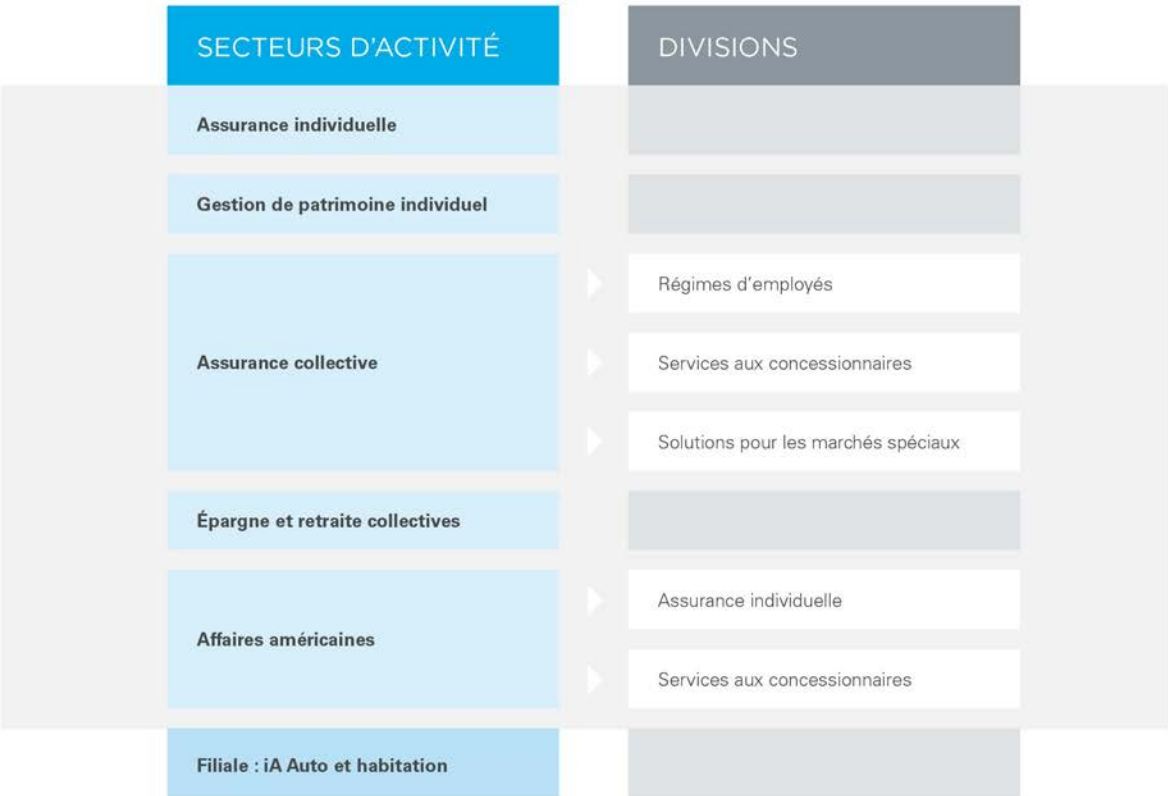 SECTEURS D'ACTIVITÉ
DIVISIONS
Assurance individuelle
Gestion de patrimoine individuel
Assurance collective
Régimes d'employés
Services aux concessionnaires
Solutions pour les marchés spéciaux
Épargne et retraite collectives
Affaires américaines
Assurance individuelle
Services aux concessionnaires
Filiale : iA Auto et habitation